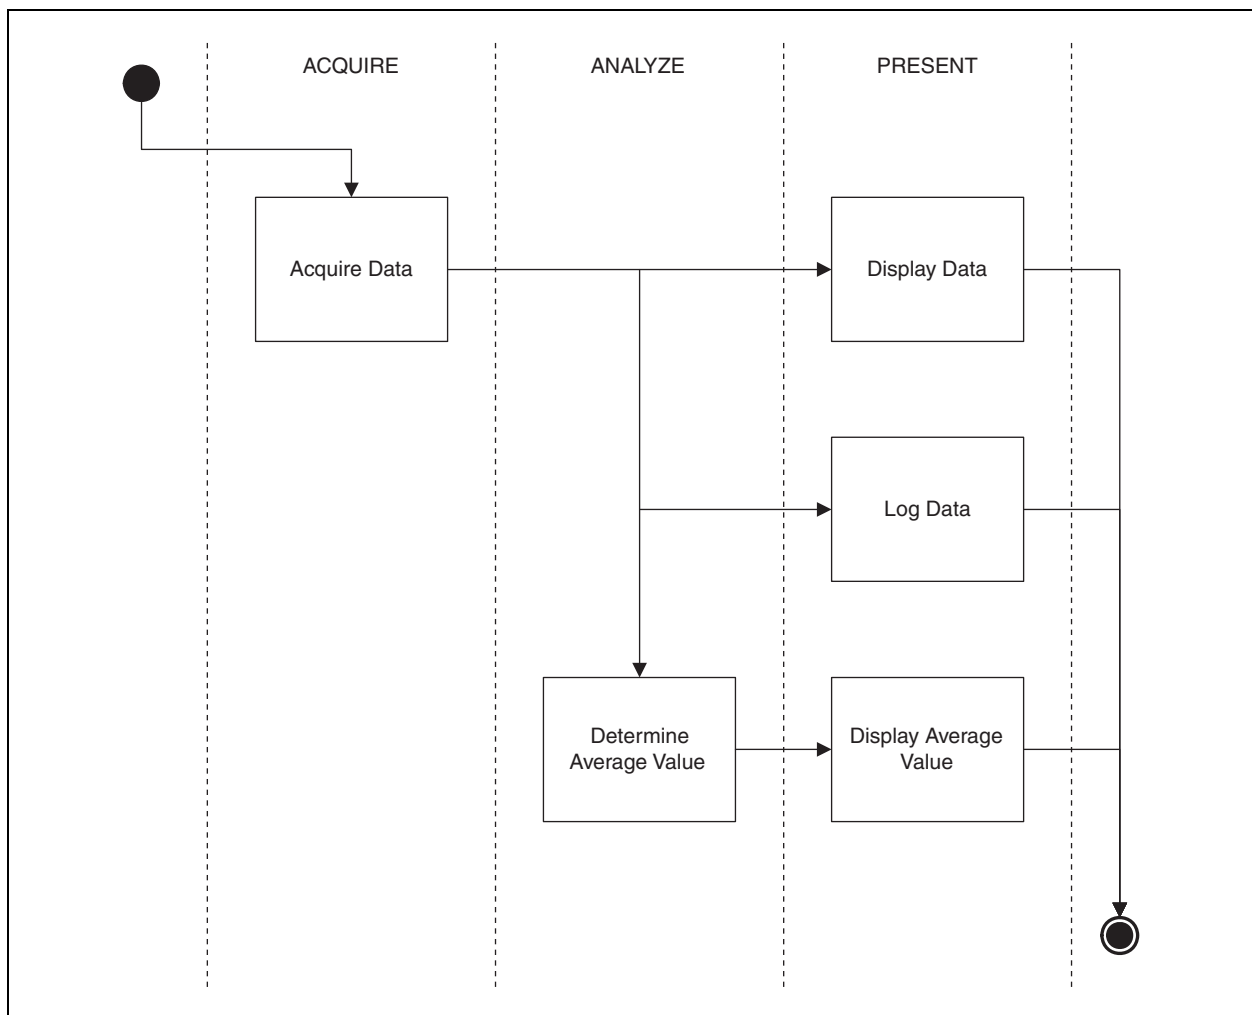 ACQUIRE
ANALYZE
PRESENT
Acquire Data
Display Data
Log Data
Determine
Average Value
Display Average
Value